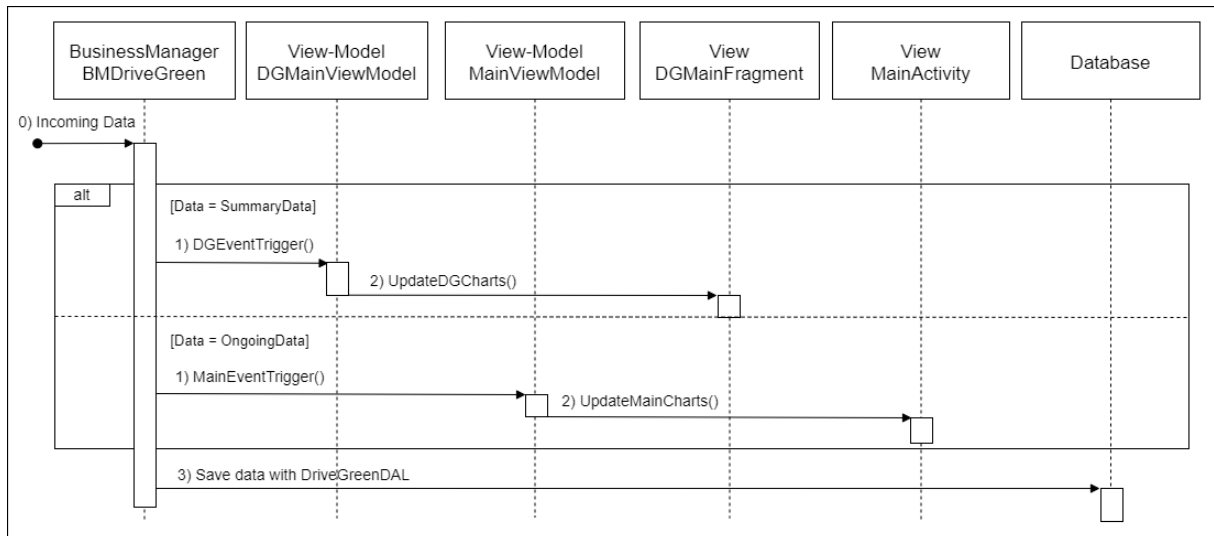 BusinessManager
BMDriveGreen
View-Model
DGMainViewModel
View-Model
MainViewModel
View
DGMainFragment
View
MainActivity
Database
0) Incoming Data
alt
[Data = SummaryData]
1) DGEventTrigger()
2) UpdateDGCharts()
[Data = OngoingData]
1) MainEventTrigger()
2) UpdateMainCharts()
3) Save data with DriveGreenDAL